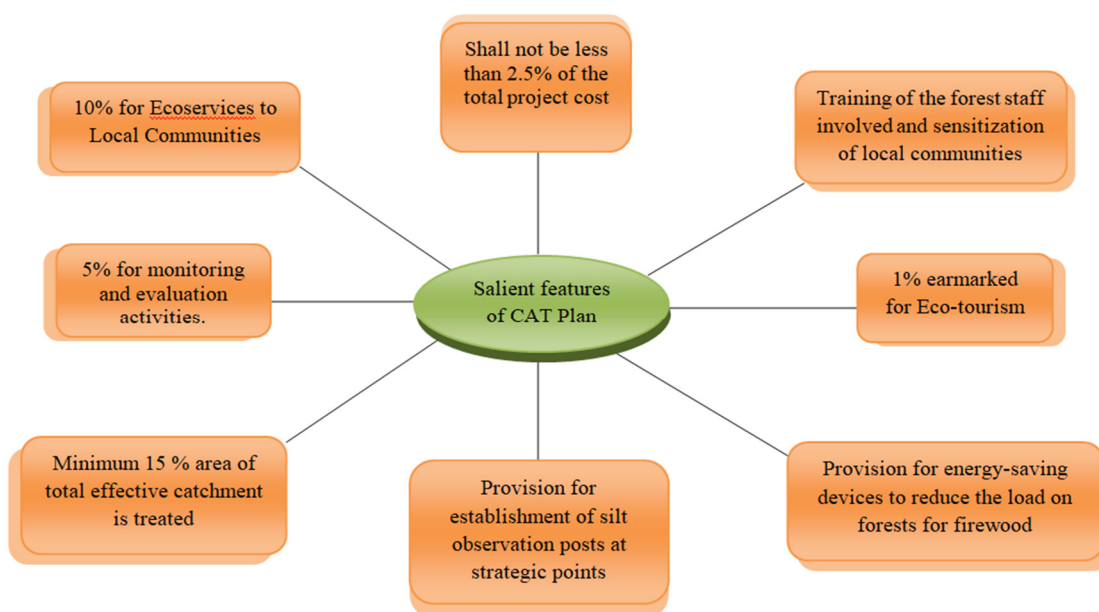 Shall not be less
than 2.5% of the
total project cost
10% for Ecoservices to
Local Communities
Training of the forest staff
involved and sensitization
of local communities
5% for monitoring
and evaluation
activities.
Salient features
of CAT Plan
1% earmarked
for Eco-tourism
Minimum 15 % area of
total effective catchment
is treated
Provision for
establishment of silt
observation posts at
strategic points
Provision for energy-saving
devices to reduce the load on
forests for firewood